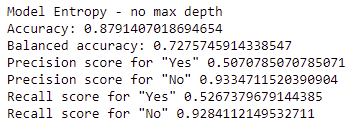 Model Entropy - no max depth
Accuracy: 0.8791407018694654
Balanced accuracy: 0.7275745914338547
Precision score for "Yes" 0.5070785070785071
Precision score for "No" 0.9334711520390904
Recall score for "Yes" 0.5267379679144385
Recall score for "No" 0.9284112149532711